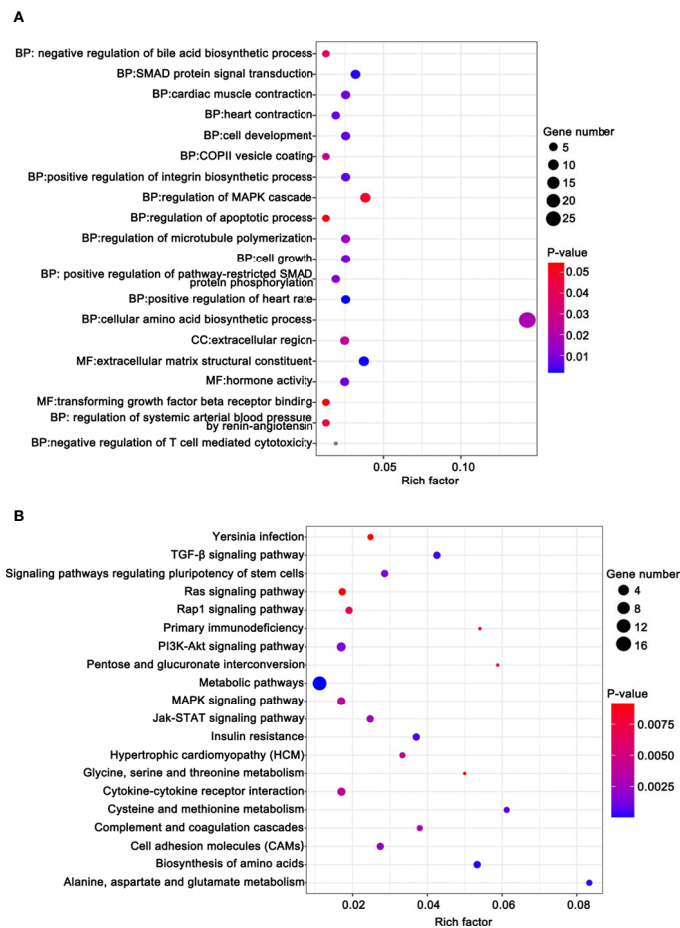 A
BP: negative regulation of bile acid biosynthetic process
BP:SMAD protein signal transduction
BP:cardiac muscle contraction
BP:heart contraction
BP:cell development
BP:COPII vesicle coating
BP:positive regulation of integrin biosynthetic process
BP:regulation of MAPK cascade
BP:regulation of apoptotic process
BP:regulation of microtubule polymerization
BP:cell growth
BP: positive regulation of pathway-restricted SMAD
protein phosphorylation
BP:positive regulation of heart rate
BP:cellular amino acid biosynthetic process
CC:extracellular region
MF:extracellular matrix structural constituent
MF:hormone activity
MF:transforming growth factor beta receptor binding
BP: regulation of systemic arterial blood pressure
by renin-angiotensin
BP:negative regulation of T cell mediated cytotoxicity
0.05 0.10
Rich factor
Gene number
5
10
15
20
25
P-value
0.05
0.04
0.03
0.02
0.01
B
Yersinia infection
TGF-β signaling pathway
Signaling pathways regulating pluripotency of stem cells
Ras signaling pathway
Rap1 signaling pathway
Primary immunodeficiency
PI3K-Akt signaling pathway
Pentose and glucuronate interconversion
Metabolic pathways
MAPK signaling pathway
Jak-STAT signaling pathway
Insulin resistance
Hypertrophic cardiomyopathy (HCM)
Glycine, serine and threonine metabolism
Cytokine-cytokine receptor interaction
Cysteine and methionine metabolism
Complement and coagulation cascades
Cell adhesion molecules (CAMs)
Biosynthesis of amino acids
Alanine, aspartate and glutamate metabolism
0.02 0.04 0.06 0.08
Rich factor
Gene number
4
8
12
16
P-value
0.0075
0.0050
0.0025